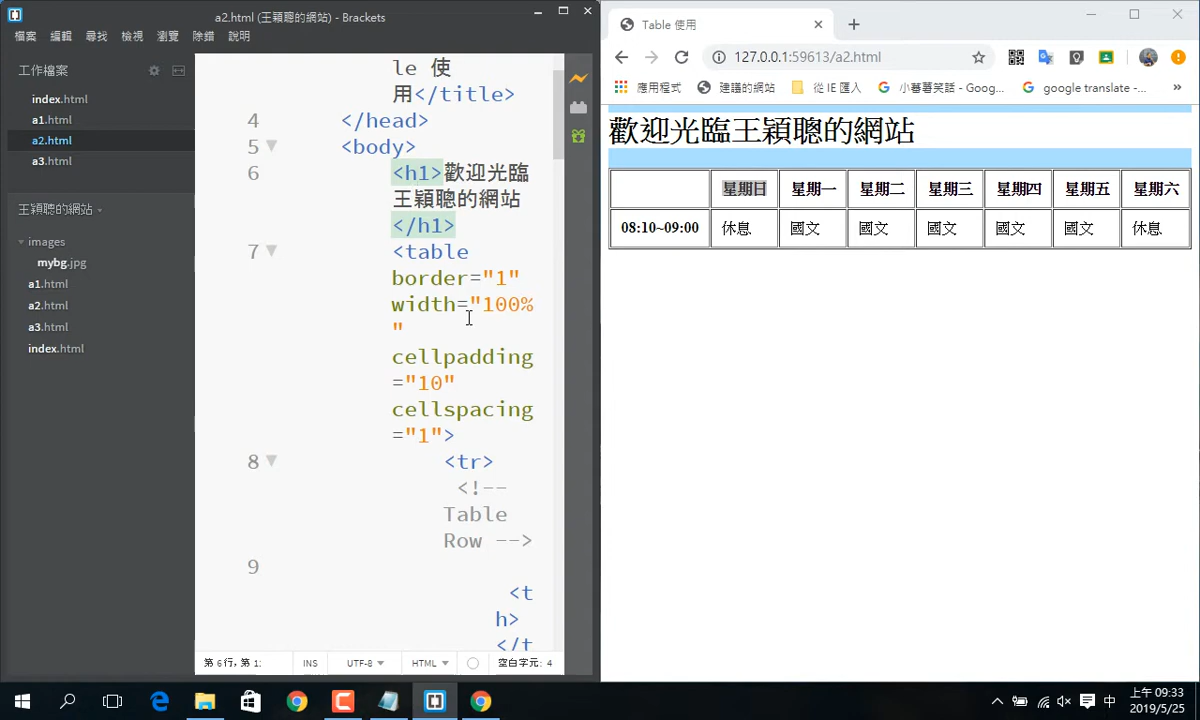 a2.html (王穎聰的網站) - Brackets
檔案 編輯 尋找 檢視 瀏覽 除錯 說明
工作檔案
index.html
a1.html
a2.html
a3.html
王穎聰的網站
images
mybg.jpg
a1.html
a2.html
a3.html
index.html
le 使
用</title>
4 </head>
5 <body>
6 <h1>歡迎光臨
王穎聰的網站
</h1>
7 <table
border="1"
width="100%
"
cellpadding
="10"
cellspacing
="1">
8 <tr>
<!--
Table
Row -->
9
<t
h>
</t
第 6行, 第 1:
INS
UTF-8
HTML
空白字元: 4
Table 使用
127.0.0.1:59613/a2.html
應用程式 建議的網站 從 IE 匯入 小蕃薯笑話 - Goog... google translate -... »
歡迎光臨王穎聰的網站
星期日 星期一 星期二 星期三 星期四 星期五 星期六
08:10~09:00 休息 國文 國文 國文 國文 國文 休息
中
上午 09:33
2019/5/25